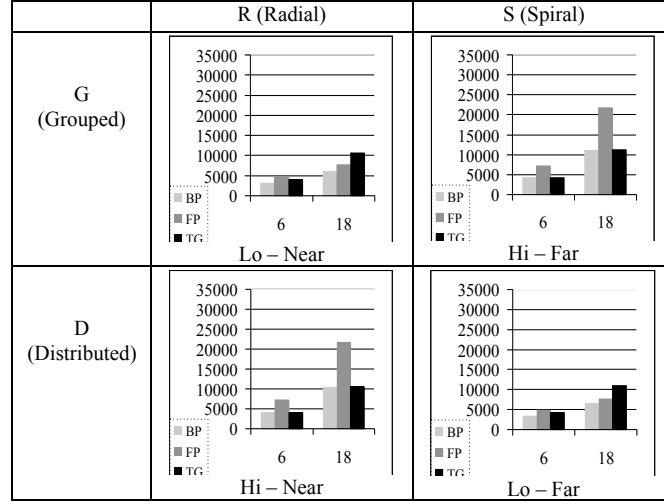 R (Radial)
S (Spiral)
G
(Grouped)
35000
30000
25000
20000
15000
10000
5000
0
BP
FP
TG
6
18
Lo – Near
35000
30000
25000
20000
15000
10000
5000
0
BP
FP
TG
6
18
Hi – Far
D
(Distributed)
35000
30000
25000
20000
15000
10000
5000
0
BP
FP
TG
6
18
Hi – Near
35000
30000
25000
20000
15000
10000
5000
0
BP
FP
TG
6
18
Lo – Far